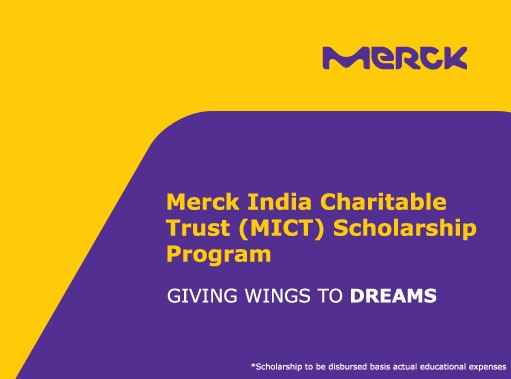 MERCK
Merck India Charitable
Trust (MICT) Scholarship
Program
GIVING WINGS TO DREAMS
*Scholarship to be disbursed basis actual educational expenses